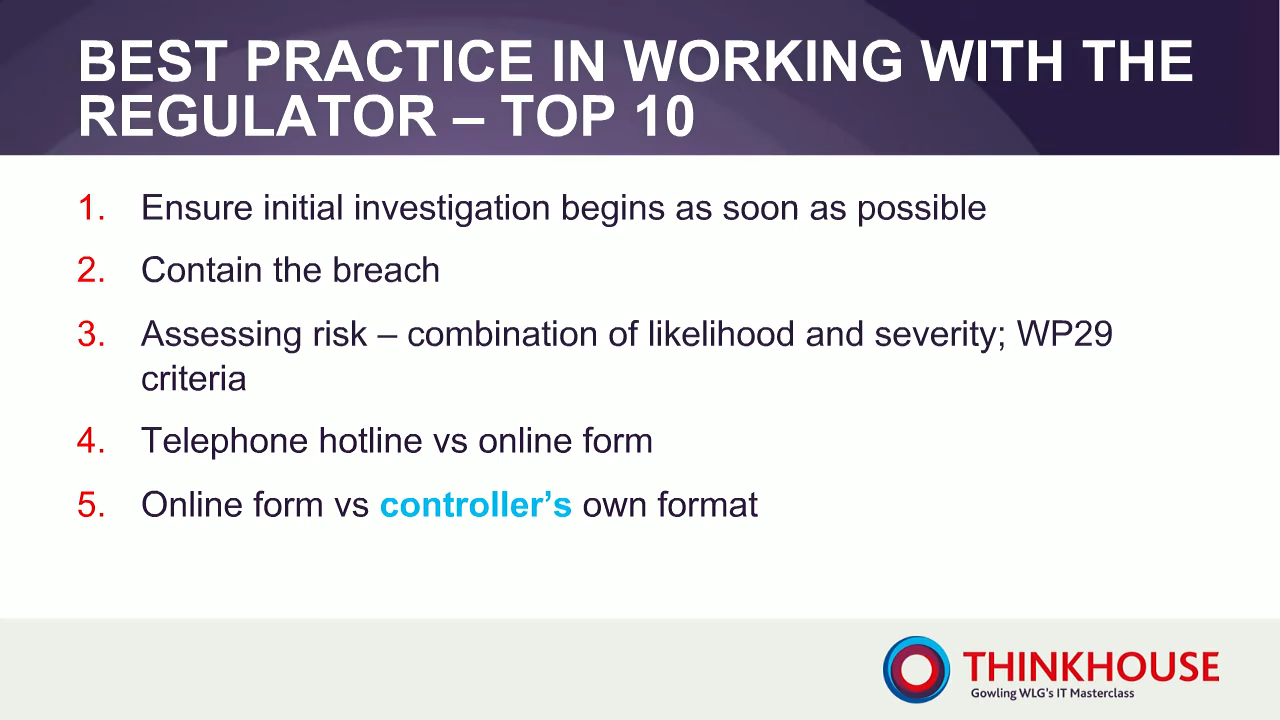 BEST PRACTICE IN WORKING WITH THE
REGULATOR – TOP 10
1. Ensure initial investigation begins as soon as possible
2. Contain the breach
3. Assessing risk – combination of likelihood and severity; WP29
criteria
4. Telephone hotline vs online form
5. Online form vs controller’s own format
THINKHOUSE
Gowling WLG's IT Masterclass